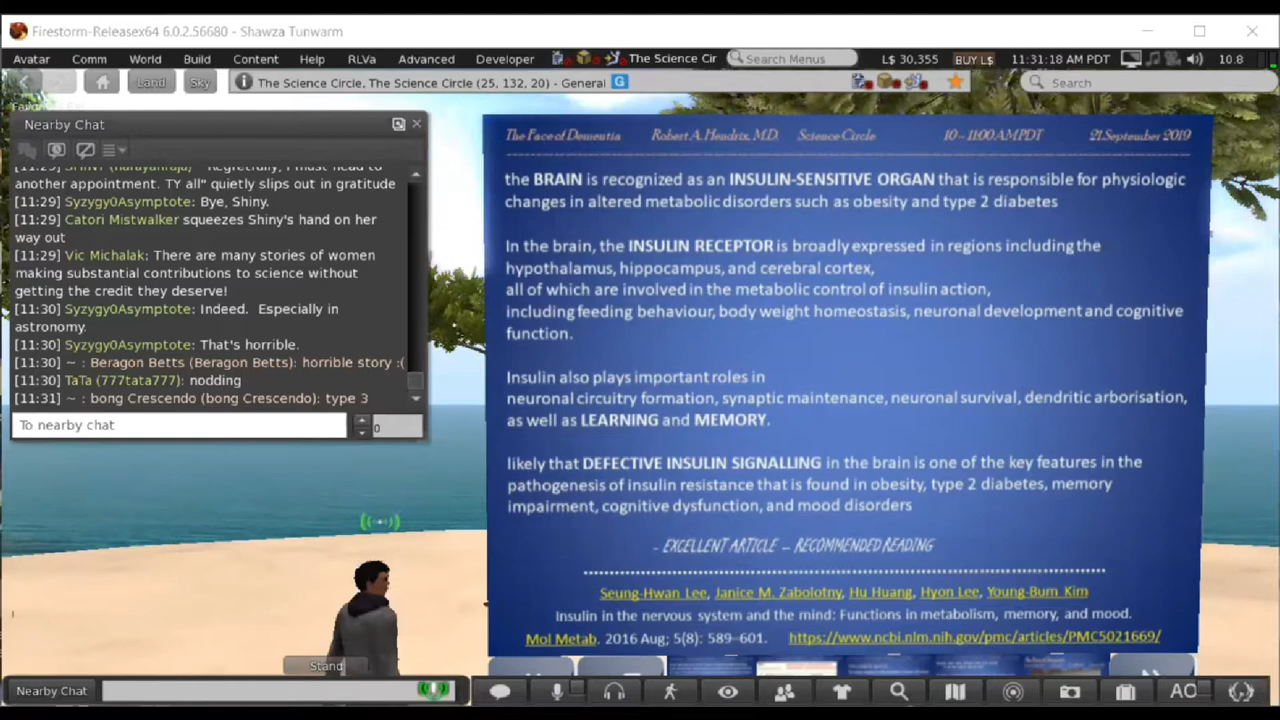 Firestorm-Releasex64 6.0.2.56680 - Shawza Tunwarm
Avatar Comm World Build Content Help RLVa Advanced Developer The Science Cir Search Menus L$ 30,355 BUY L$ 11:31:18 AM PDT 10.8
Land Sky The Science Circle, The Science Circle (25, 132, 20) - General G Search
Nearby Chat
another appointment. TY all" quietly slips out in gratitude
[11:29] Syzygy0Asymptote: Bye, Shiny.
[11:29] Catori Mistwalker squeezes Shiny's hand on her
way out
[11:29] Vic Michalak: There are many stories of women
making substantial contributions to science without
getting the credit they deserve!
[11:30] Syzygy0Asymptote: Indeed.  Especially in
astronomy.
[11:30] Syzygy0Asymptote: That's horrible.
[11:30] ~ : Beragon Betts (Beragon Betts): horrible story :(
[11:30] TaTa (777tata777): nodding
[11:31] ~ : bong Crescendo (bong Crescendo): type 3
To nearby chat
0
The Face of Dementia Robert A. Hendrix, M.D. Science Circle 10 - 11:00 AM PDT 21 September 2019
the BRAIN is recognized as an INSULIN-SENSITIVE ORGAN that is responsible for physiologic
changes in altered metabolic disorders such as obesity and type 2 diabetes
In the brain, the INSULIN RECEPTOR is broadly expressed in regions including the
hypothalamus, hippocampus, and cerebral cortex,
all of which are involved in the metabolic control of insulin action,
including feeding behaviour, body weight homeostasis, neuronal development and cognitive
function.
Insulin also plays important roles in
neuronal circuitry formation, synaptic maintenance, neuronal survival, dendritic arborisation,
as well as LEARNING and MEMORY.
likely that DEFECTIVE INSULIN SIGNALLING in the brain is one of the key features in the
pathogenesis of insulin resistance that is found in obesity, type 2 diabetes, memory
impairment, cognitive dysfunction, and mood disorders
- EXCELLENT ARTICLE – RECOMMENDED READING
Seung-Hwan Lee, Janice M. Zabolotny, Hu Huang, Hyon Lee, Young-Bum Kim
Insulin in the nervous system and the mind: Functions in metabolism, memory, and mood.
Mol Metab. 2016 Aug; 5(8): 589–601. https://www.ncbi.nlm.nih.gov/pmc/articles/PMC5021669/
Stand
Nearby Chat
AO